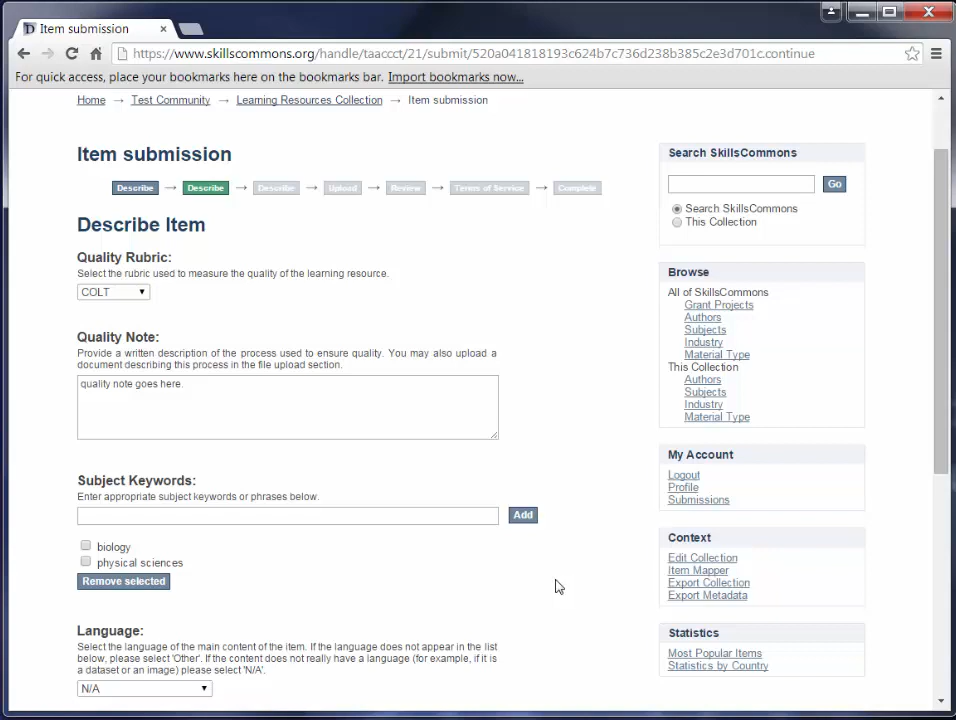 Item submission
https://www.skillscommons.org/handle/taaccct/21/submit/520a041818193c624b7c736d238b385c2e3d701c.continue
For quick access, place your bookmarks here on the bookmarks bar. Import bookmarks now...
Home → Test Community → Learning Resources Collection → Item submission
Item submission
Describe → Describe → Describe → Upload → Review → Terms of Service → Complete
Describe Item
Quality Rubric:
Select the rubric used to measure the quality of the learning resource.
COLT
Quality Note:
Provide a written description of the process used to ensure quality. You may also upload a
document describing this process in the file upload section.
quality note goes here.
Subject Keywords:
Enter appropriate subject keywords or phrases below.
Add
biology
physical sciences
Remove selected
Language:
Select the language of the main content of the item. If the language does not appear in the list
below, please select 'Other'. If the content does not really have a language (for example, if it is
a dataset or an image) please select 'N/A'.
N/A
Search SkillsCommons
Go
Search SkillsCommons
This Collection
Browse
All of SkillsCommons
Grant Projects
Authors
Subjects
Industry
Material Type
This Collection
Authors
Subjects
Industry
Material Type
My Account
Logout
Profile
Submissions
Context
Edit Collection
Item Mapper
Export Collection
Export Metadata
Statistics
Most Popular Items
Statistics by Country